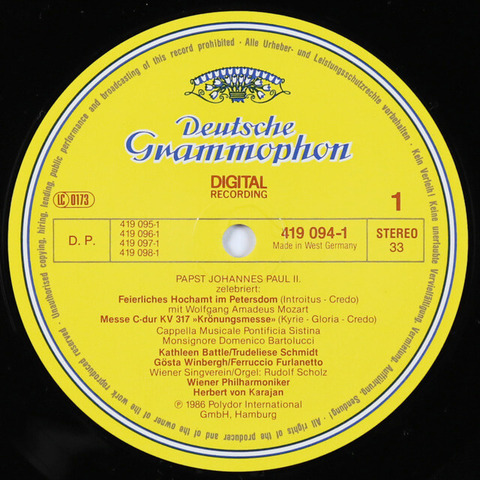 Unauthorised copying, hiring, lending, public performance and broadcasting of this record prohibited - Alle Urheber- und Leistungsschutzrechte vorbehalten - Kein Verleih! Keine unerlaubte Vervielfältigung, Vermietung, Aufführung, Sendung!
Deutsche
Grammophon
DIGITAL
RECORDING
LC 0173
1
D. P.
419 095-1
419 096-1
419 097-1
419 098-1
419 094-1
Made in West Germany
STEREO
33
PAPST JOHANNES PAUL II.
zelebriert:
Feierliches Hochamt im Petersdom (Introitus - Credo)
mit Wolfgang Amadeus Mozart
Messe C-dur KV 317 »Krönungsmesse« (Kyrie - Gloria - Credo)
Cappella Musicale Pontificia Sistina
Monsignore Domenico Bartolucci
Kathleen Battle/Trudeliese Schmidt
Gösta Winbergh/Ferruccio Furlanetto
Wiener Singverein/Orgel: Rudolf Scholz
Wiener Philharmoniker
Herbert von Karajan
Ⓟ 1986 Polydor International
GmbH, Hamburg
All rights of the producer and of the owner of the work reproduced reserved -